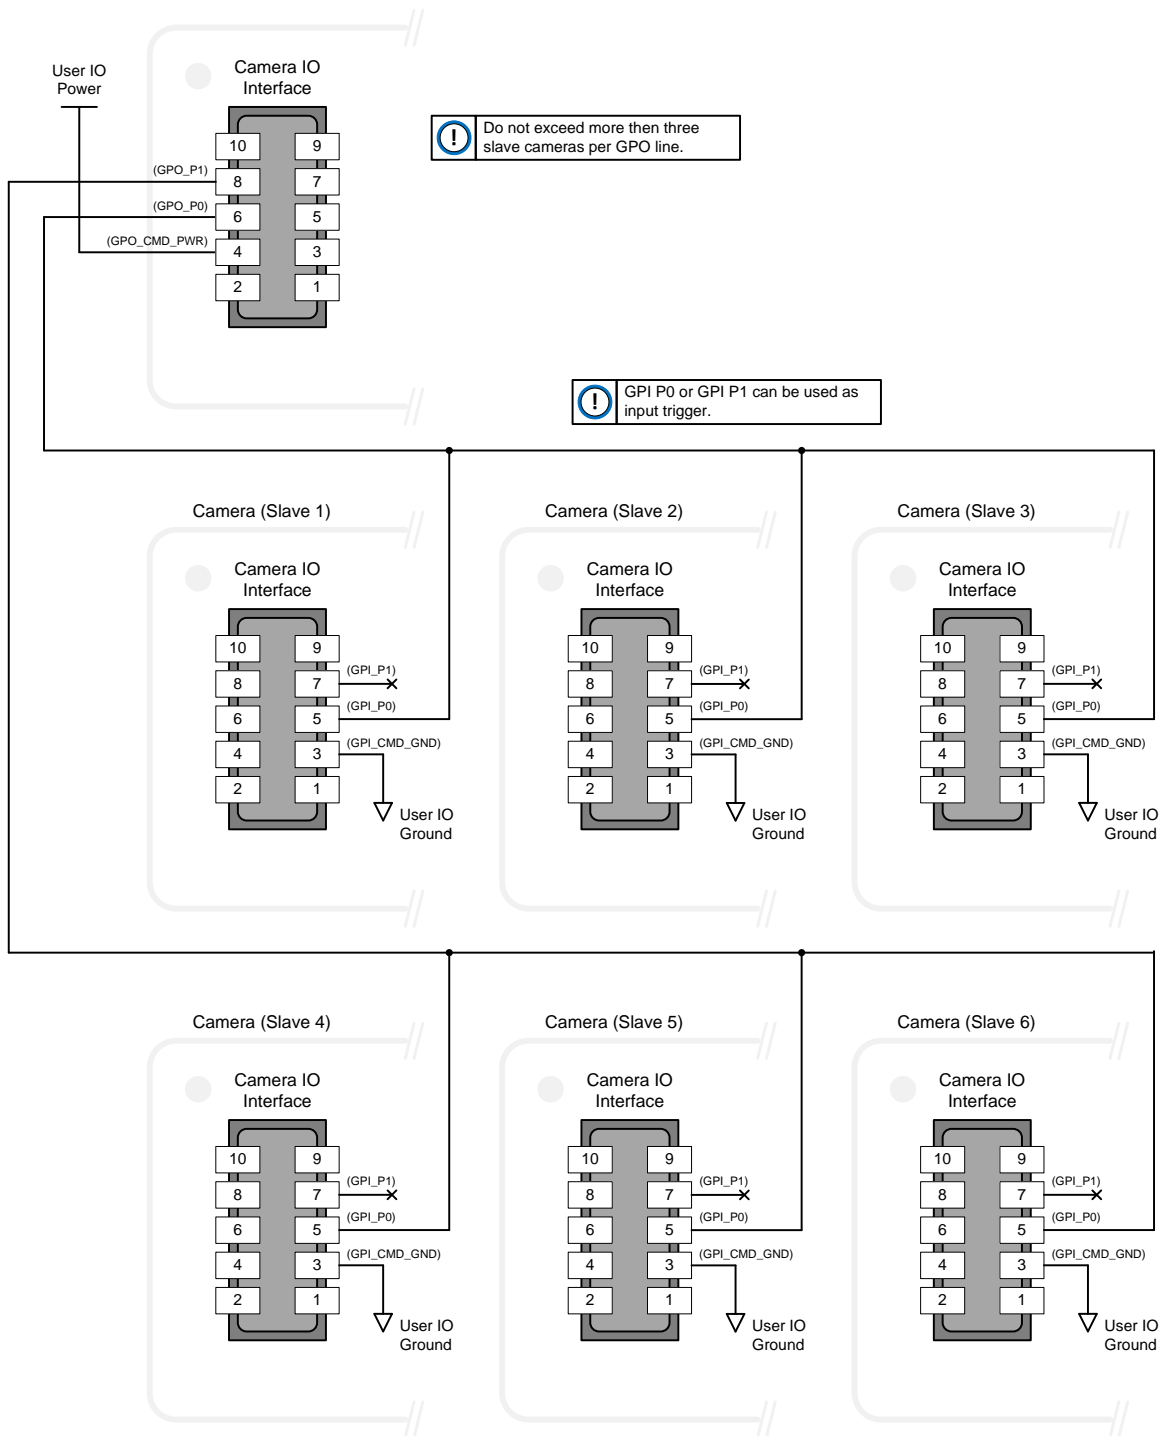 User IO
Power
Camera IO
Interface
Do not exceed more then three
slave cameras per GPO line.
10 9
(GPO_P1) 8 7
(GPO_P0) 6 5
(GPO_CMD_PWR) 4 3
2 1
GPI P0 or GPI P1 can be used as
input trigger.
Camera (Slave 1)
Camera IO
Interface
10 9
8 7 (GPI_P1)
6 5 (GPI_P0)
4 3 (GPI_CMD_GND)
2 1
User IO
Ground
Camera (Slave 2)
Camera IO
Interface
10 9
8 7 (GPI_P1)
6 5 (GPI_P0)
4 3 (GPI_CMD_GND)
2 1
User IO
Ground
Camera (Slave 3)
Camera IO
Interface
10 9
8 7 (GPI_P1)
6 5 (GPI_P0)
4 3 (GPI_CMD_GND)
2 1
User IO
Ground
Camera (Slave 4)
Camera IO
Interface
10 9
8 7 (GPI_P1)
6 5 (GPI_P0)
4 3 (GPI_CMD_GND)
2 1
User IO
Ground
Camera (Slave 5)
Camera IO
Interface
10 9
8 7 (GPI_P1)
6 5 (GPI_P0)
4 3 (GPI_CMD_GND)
2 1
User IO
Ground
Camera (Slave 6)
Camera IO
Interface
10 9
8 7 (GPI_P1)
6 5 (GPI_P0)
4 3 (GPI_CMD_GND)
2 1
User IO
Ground